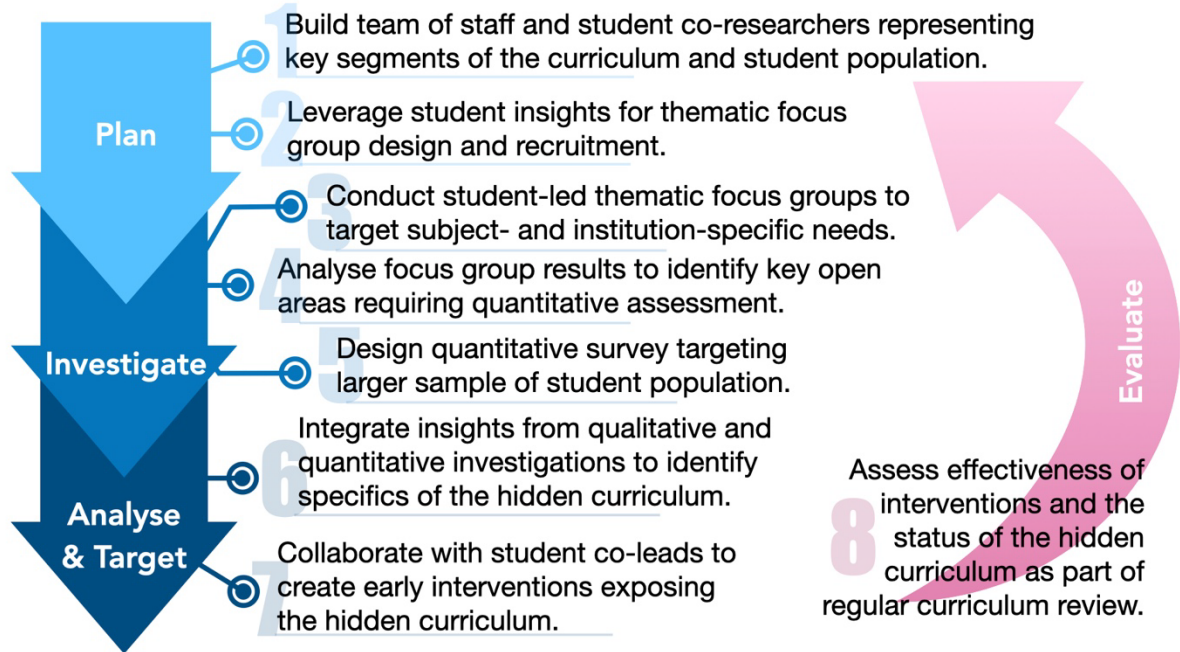 Plan
1
Build team of staff and student co-researchers representing
key segments of the curriculum and student population.
2
Leverage student insights for thematic focus
group design and recruitment.
Investigate
3
Conduct student-led thematic focus groups to
target subject- and institution-specific needs.
4
Analyse focus group results to identify key open
areas requiring quantitative assessment.
5
Design quantitative survey targeting
larger sample of student population.
Analyse
& Target
6
Integrate insights from qualitative and
quantitative investigations to identify
specifics of the hidden curriculum.
7
Collaborate with student co-leads to
create early interventions exposing
the hidden curriculum.
Evaluate
8
Assess effectiveness of
interventions and the
status of the hidden
curriculum as part of
regular curriculum review.